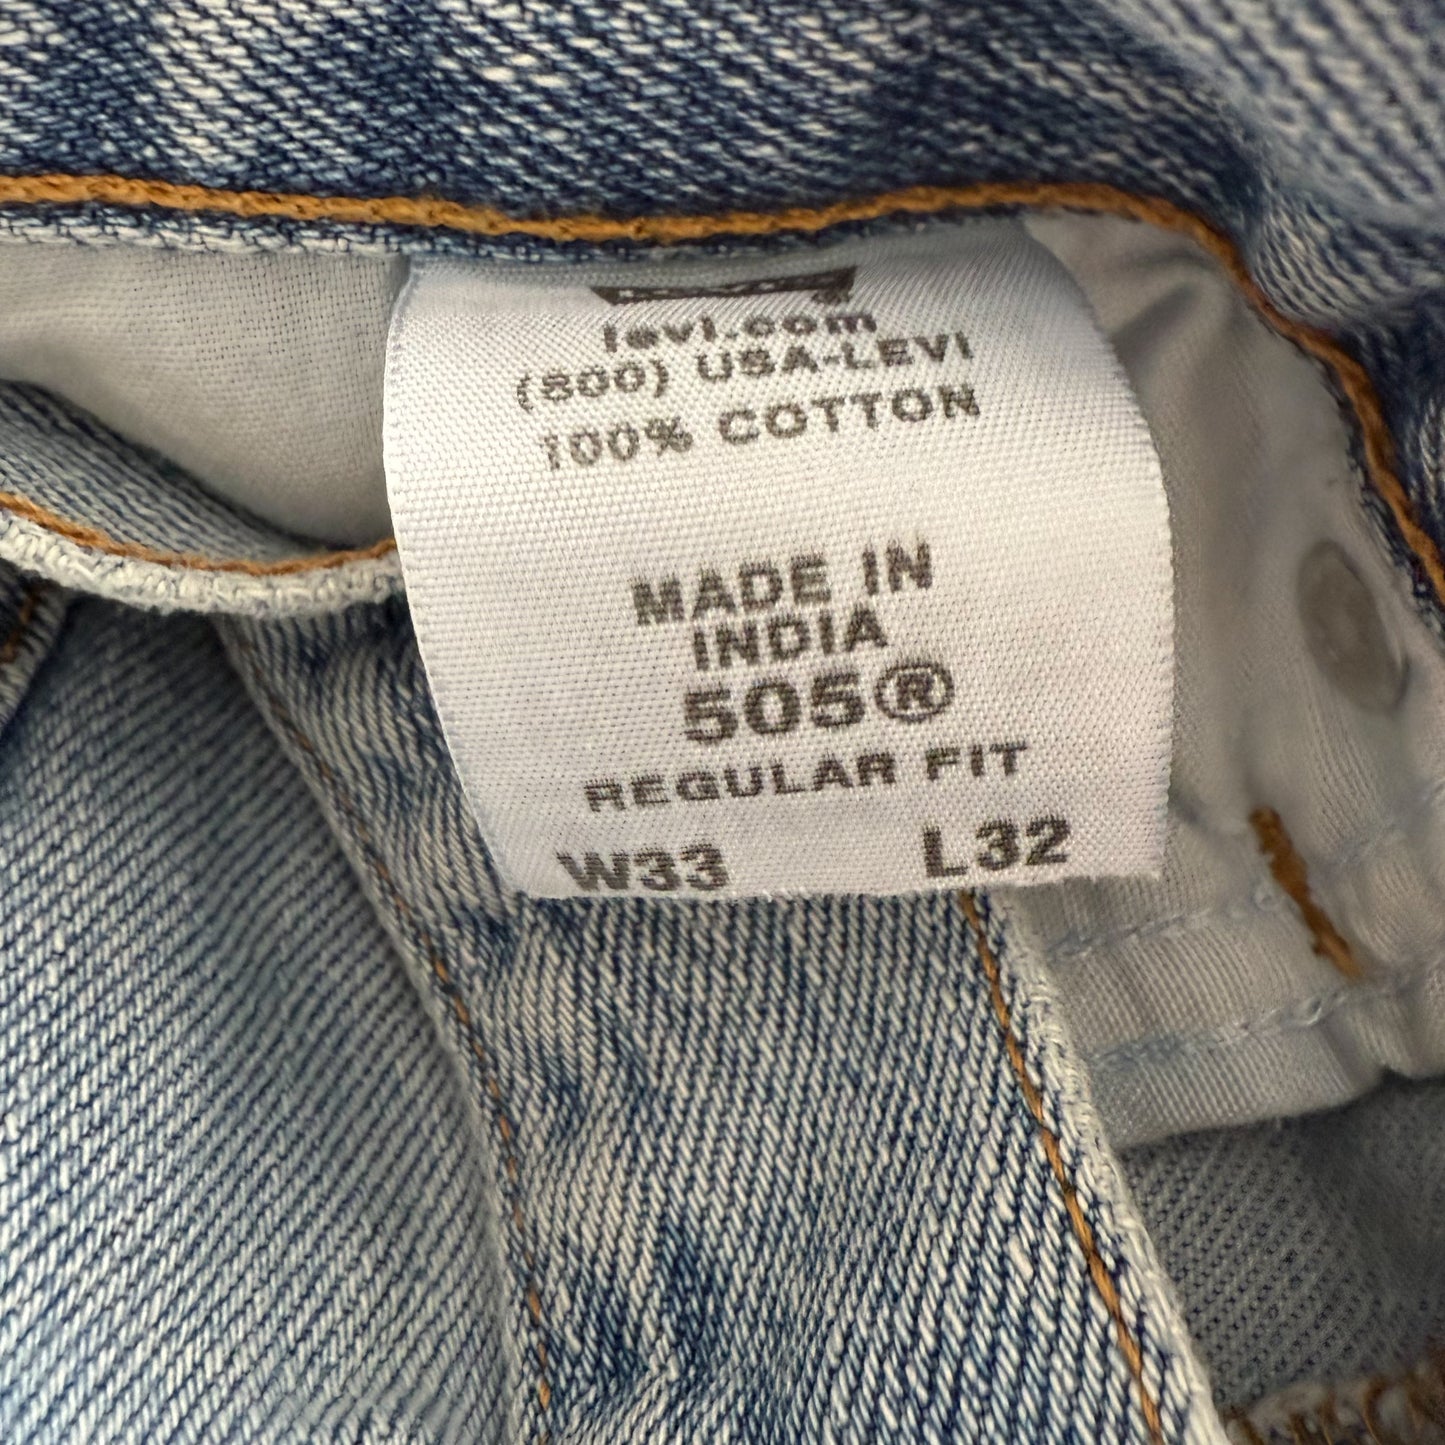 levi.com
(800) USA-LEVI
100% COTTON
MADE IN
INDIA
505®
REGULAR FIT
W33 L32